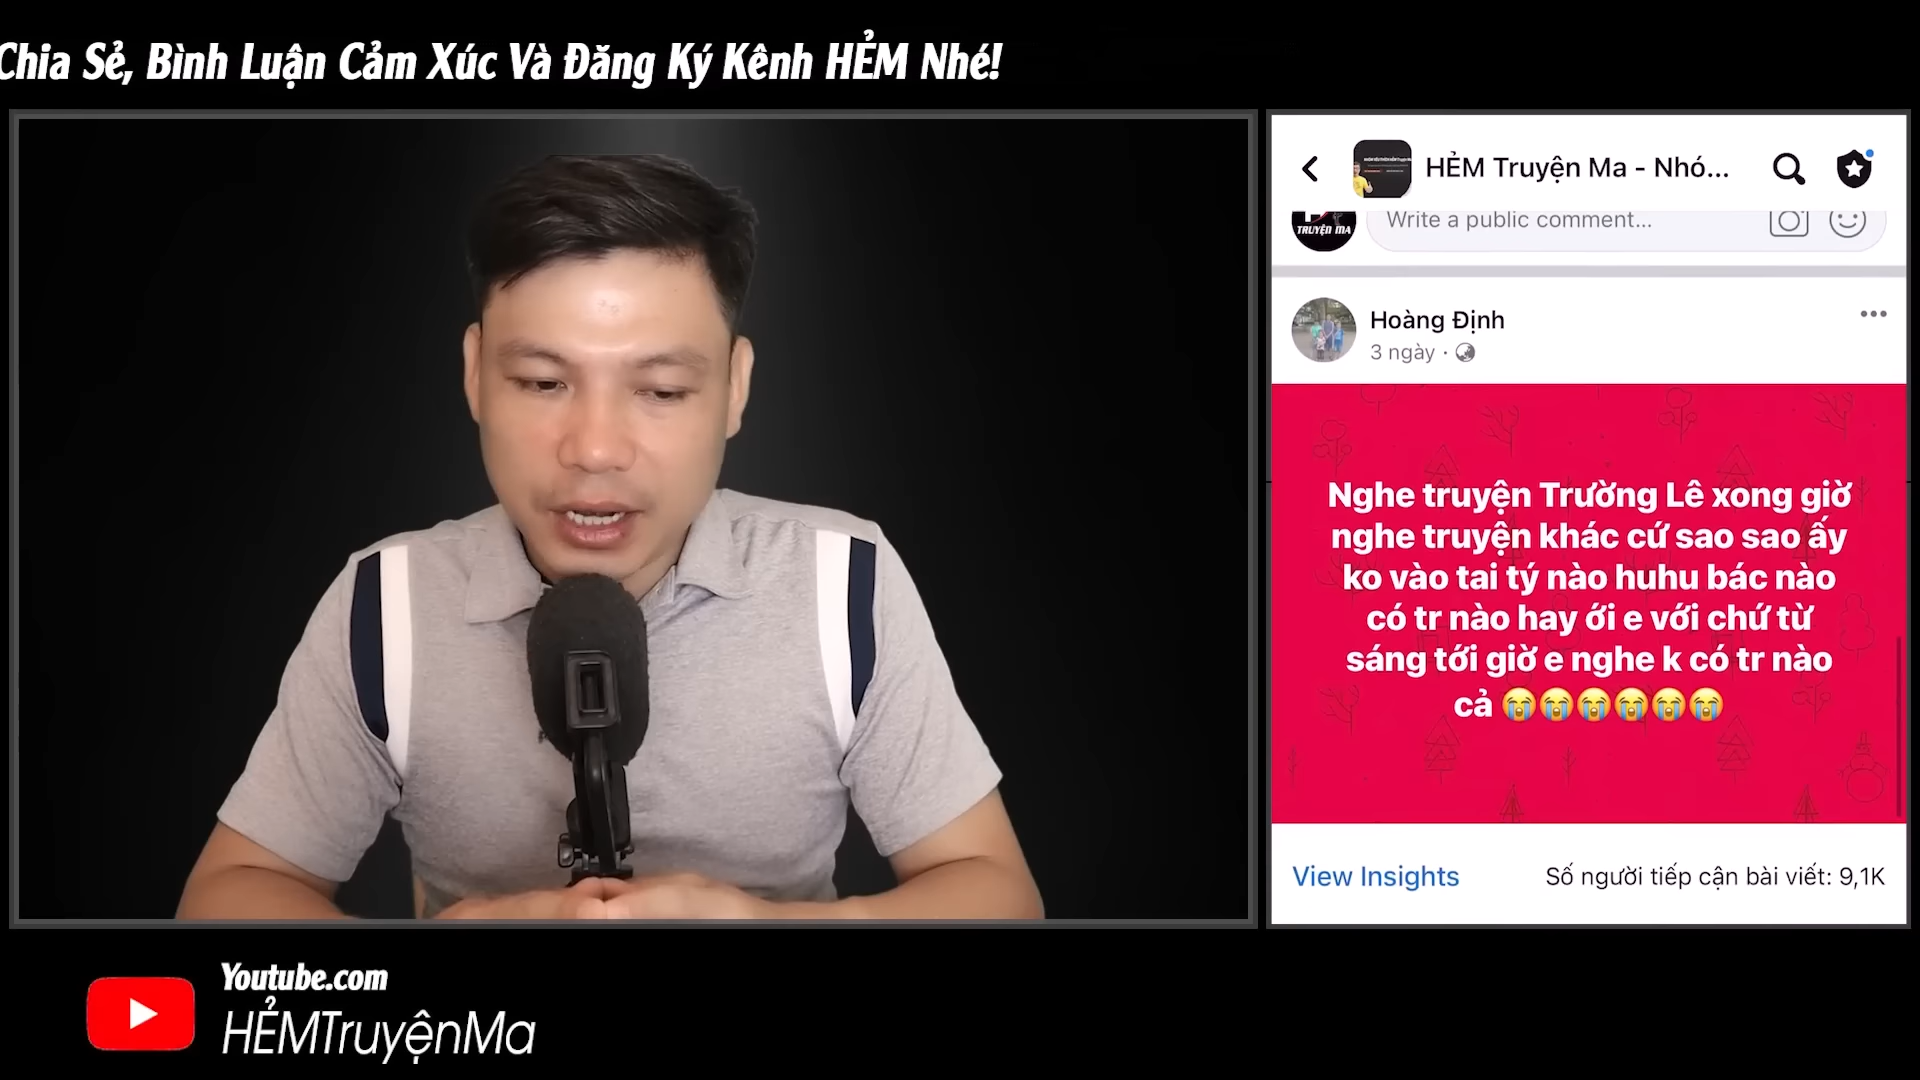 Chia Sẻ, Bình Luận Cảm Xúc Và Đăng Ký Kênh HẺM Nhé!
HẺM Truyện Ma - Nhó...
TRUYỆN MA
Write a public comment...
Hoàng Định
3 ngày ·
Nghe truyện Trường Lê xong giờ
nghe truyện khác cứ sao sao ấy
ko vào tai tý nào huhu bác nào
có tr nào hay ới e với chứ từ
sáng tới giờ e nghe k có tr nào
cả 😭😭😭😭😭😭
View Insights
Số người tiếp cận bài viết: 9,1K
Youtube.com
HẺMTruyệnMa